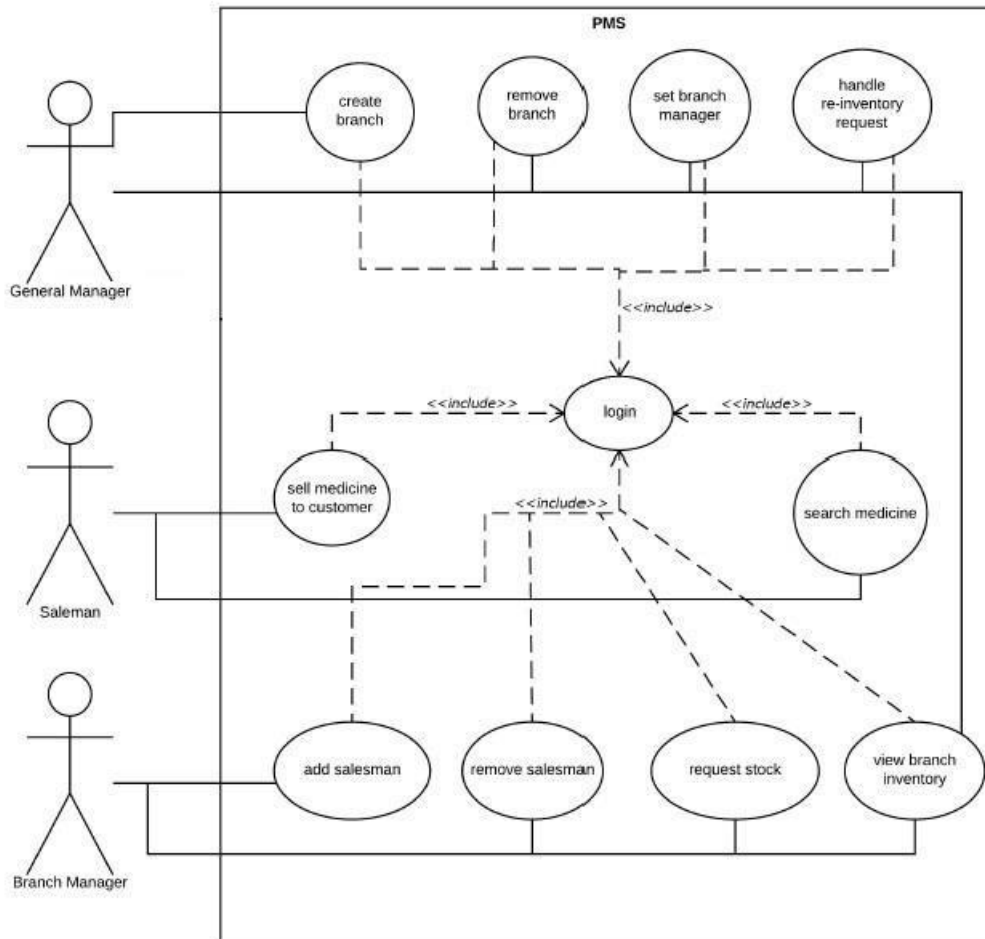 PMS
create
branch
remove
branch
set branch
manager
handle
re-inventory
request
General Manager
<<include>>
<<include>>
login
<<include>>
sell medicine
to customer
<<include>>
search medicine
Saleman
add salesman
remove salesman
request stock
view branch
inventory
Branch Manager